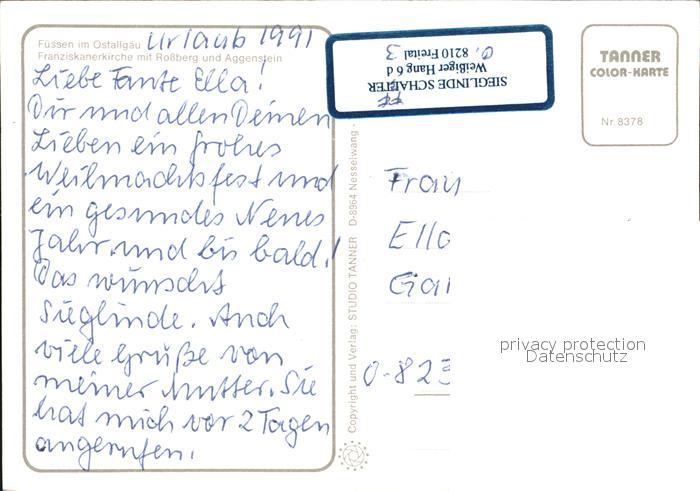 Füssen im Ostallgäu
Urlaub 1991
Franziskanerkirche mit Roßberg und Aggenstein
Liebe Tante Ella!
Dir und allen Deinen
Lieben ein frohes
Weihnachtsfest und
ein gesundes Neues
Jahr und bis bald!
Das wünscht
Sieglinde. Auch
viele Grüße von
meiner Mutter. Sie
hat mich vor 2 Tagen
angerufen.
Copyright und Verlag: STUDIO TANNER D-8964 Nesselwang
SIEGLINDE SCHALTER
Weißiger Hang 6 d
O. 8210 Freital 3
TANNER
COLOR-KARTE
Nr. 8378
Frau
Ella
O-823
privacy protection
Datenschutz